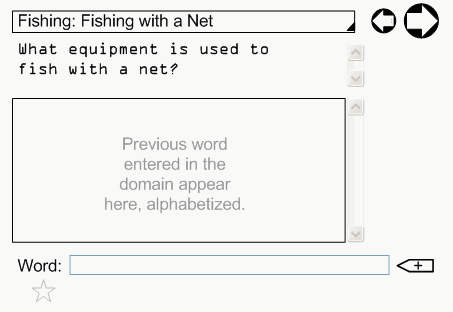 Fishing: Fishing with a Net
What equipment is used to
fish with a net?
Previous word
entered in the
domain appear
here, alphabetized.
Word: